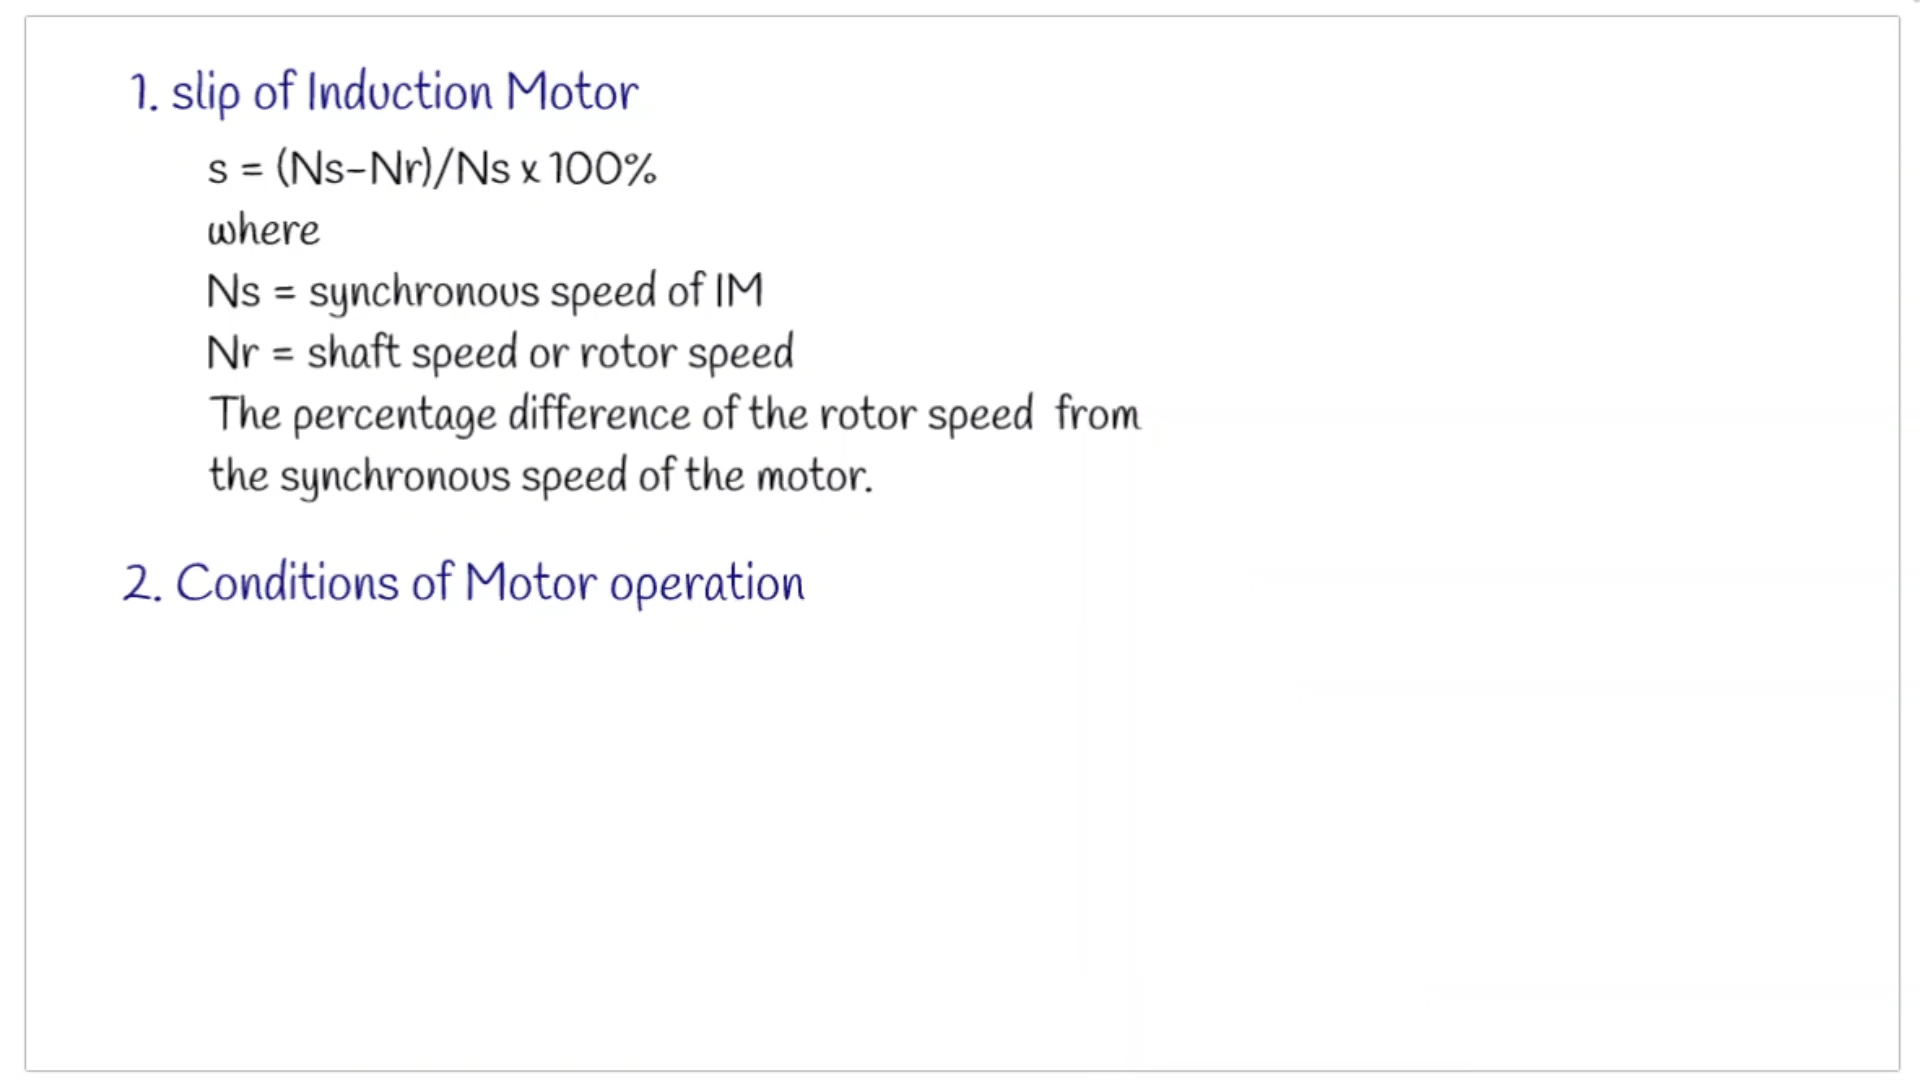 1. slip of Induction Motor
s = (Ns-Nr)/Ns x 100%
where
Ns = synchronous speed of IM
Nr = shaft speed or rotor speed
The percentage difference of the rotor speed from
the synchronous speed of the motor.
2. Conditions of Motor operation